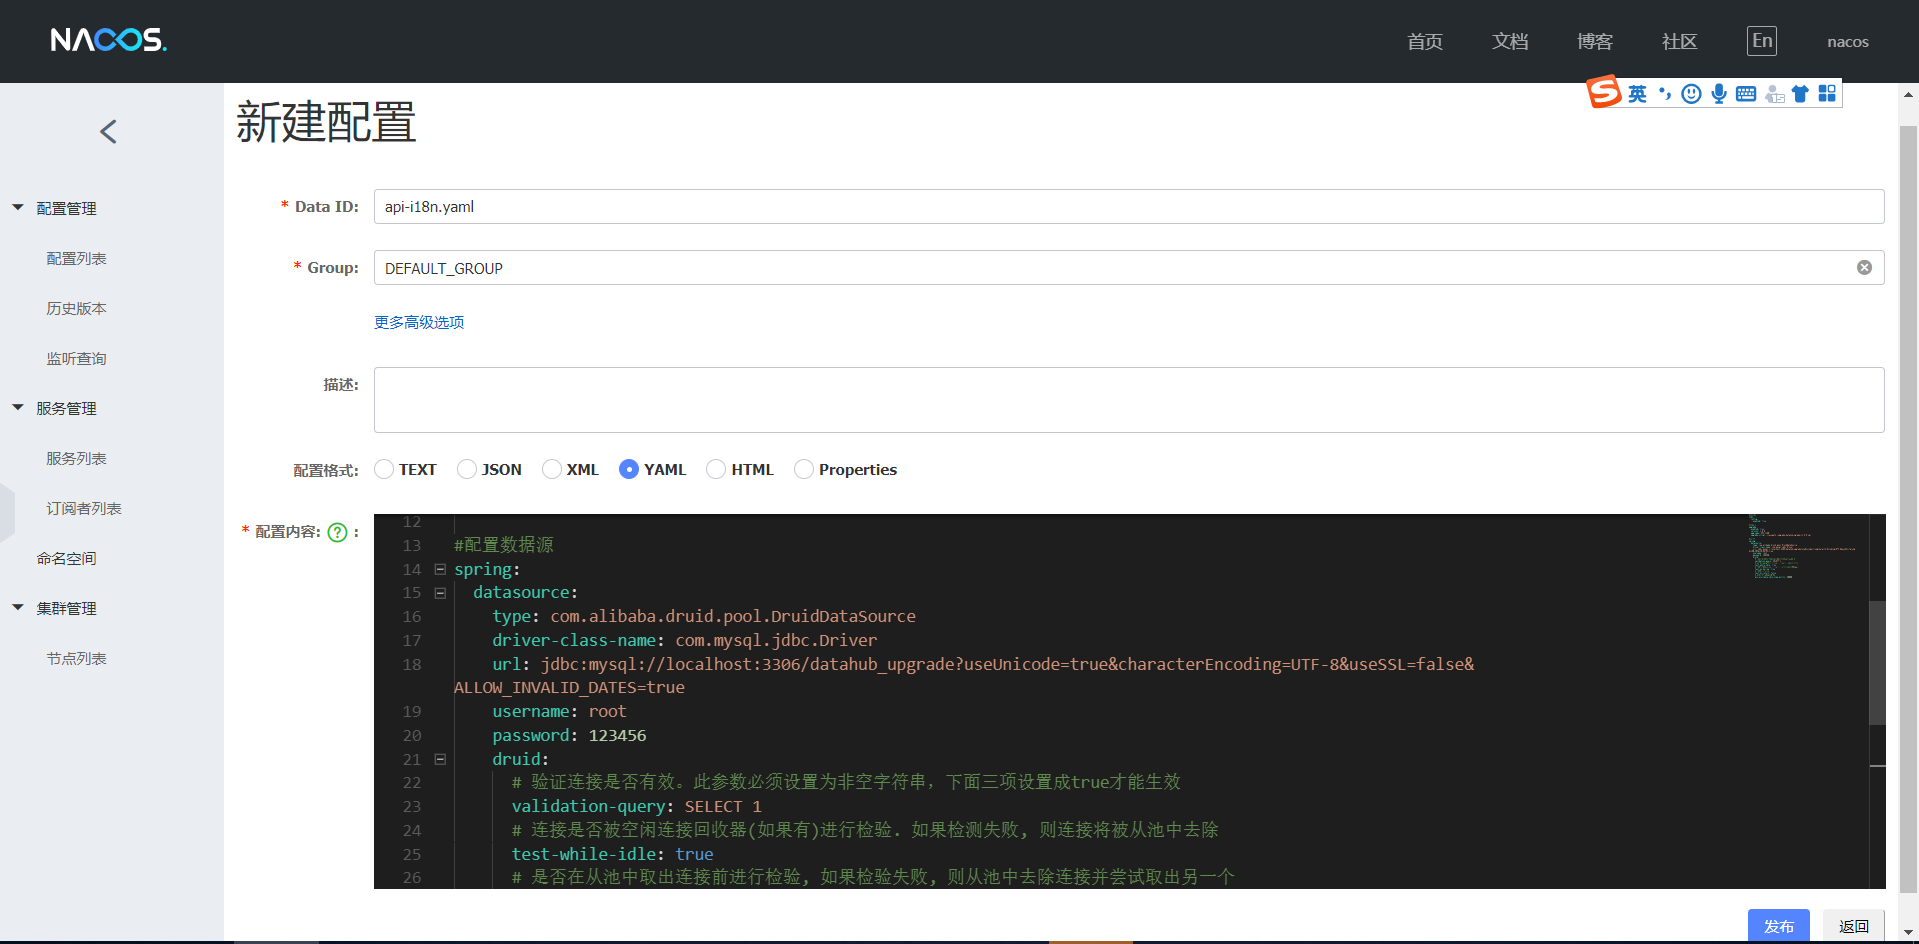 NACOS.
首页 文档 博客 社区 En nacos
英
新建配置
配置管理
配置列表
历史版本
监听查询
服务管理
服务列表
订阅者列表
命名空间
集群管理
节点列表
* Data ID: api-i18n.yaml
* Group: DEFAULT_GROUP
更多高级选项
描述:
配置格式: TEXT JSON XML YAML HTML Properties
* 配置内容: ? :
12
13 #配置数据源
14 spring:
15 datasource:
16 type: com.alibaba.druid.pool.DruidDataSource
17 driver-class-name: com.mysql.jdbc.Driver
18 url: jdbc:mysql://localhost:3306/datahub_upgrade?useUnicode=true&characterEncoding=UTF-8&useSSL=false&
ALLOW_INVALID_DATES=true
19 username: root
20 password: 123456
21 druid:
22 # 验证连接是否有效。此参数必须设置为非空字符串，下面三项设置成true才能生效
23 validation-query: SELECT 1
24 # 连接是否被空闲连接回收器(如果有)进行检验. 如果检测失败, 则连接将被从池中去除
25 test-while-idle: true
26 # 是否在从池中取出连接前进行检验, 如果检验失败, 则从池中去除连接并尝试取出另一个
发布 返回